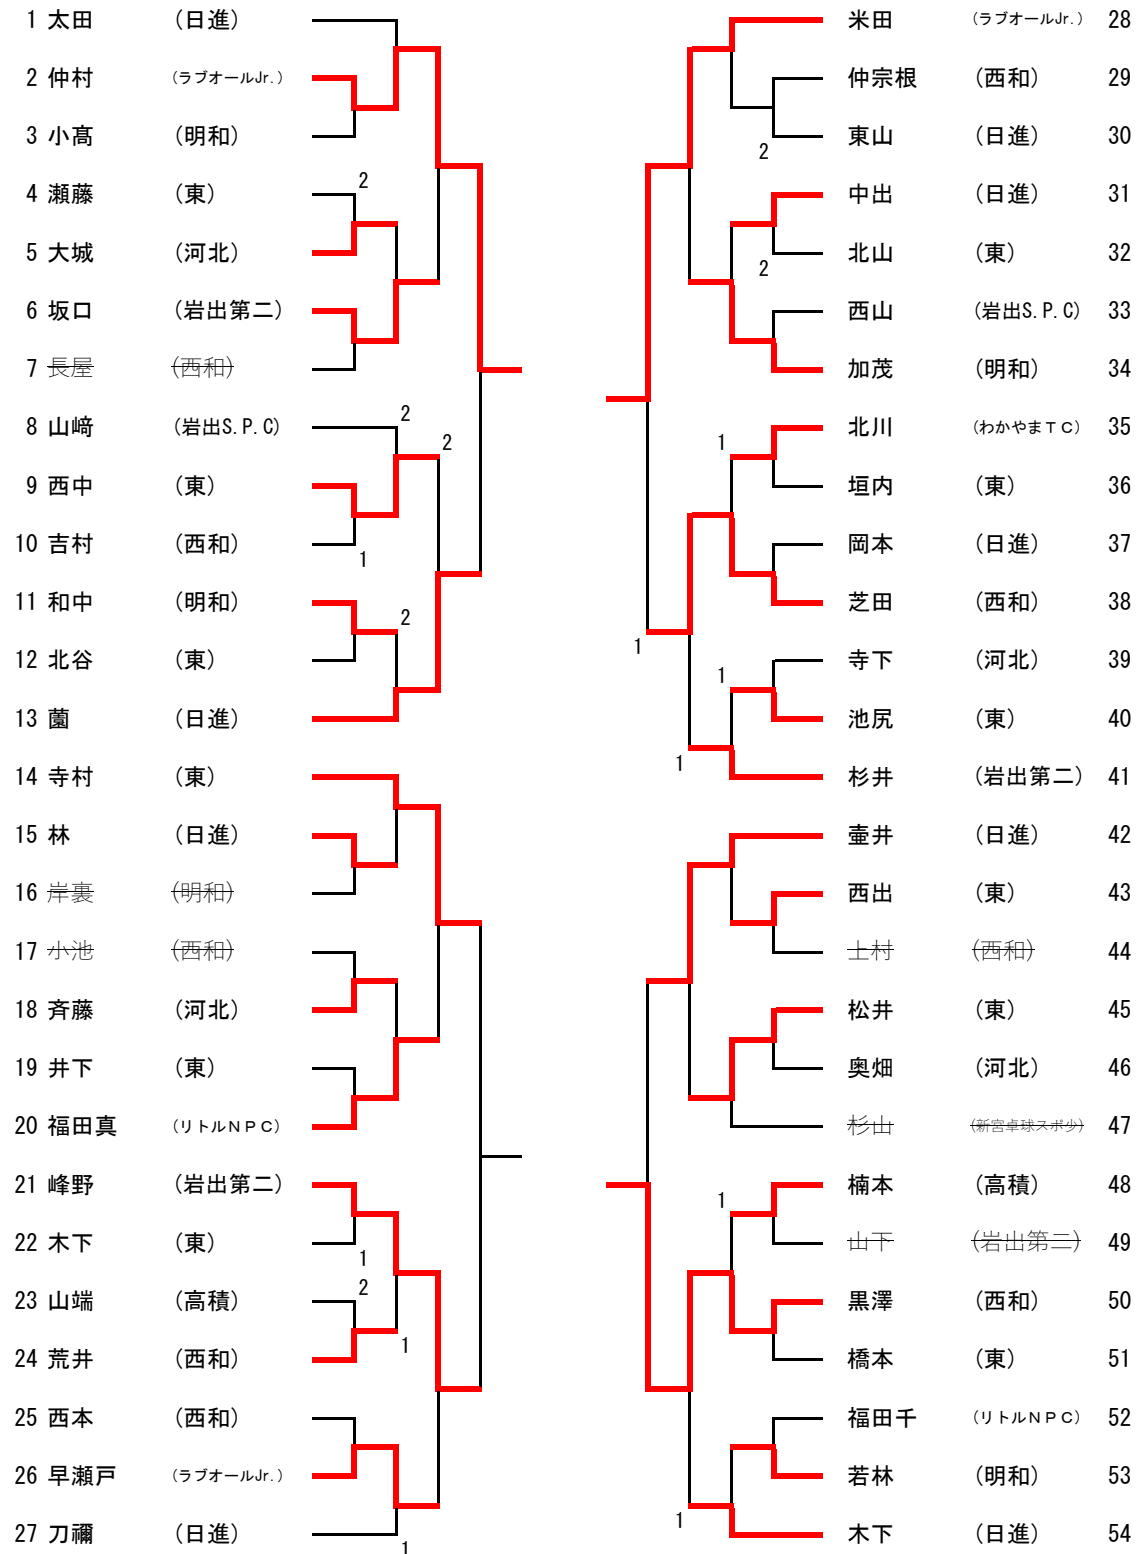 1 太田 (日進)
2 仲村 (ラブオールJr.)
3 小髙 (明和)
2
4 瀬藤 (東)
5 大城 (河北)
6 坂口 (岩出第二)
7 長屋 (西和)
2
8 山﨑 (岩出S.P.C)
2
9 西中 (東)
10 吉村 (西和)
1
11 和中 (明和)
2
12 北谷 (東)
13 薗 (日進)
14 寺村 (東)
15 林 (日進)
16 岸裏 (明和)
17 小池 (西和)
18 斉藤 (河北)
19 井下 (東)
20 福田真 (リトルNPC)
21 峰野 (岩出第二)
22 木下 (東)
1
2
23 山端 (高積)
1
24 荒井 (西和)
25 西本 (西和)
26 早瀬戸 (ラブオールJr.)
27 刀禰 (日進)
1
米田 (ラブオールJr.) 28
仲宗根 (西和) 29
東山 (日進) 30
2
中出 (日進) 31
北山 (東) 32
2
西山 (岩出S.P.C) 33
加茂 (明和) 34
北川 (わかやまTC) 35
1
垣内 (東) 36
岡本 (日進) 37
芝田 (西和) 38
1
寺下 (河北) 39
1
池尻 (東) 40
1
杉井 (岩出第二) 41
壷井 (日進) 42
西出 (東) 43
土村 (西和) 44
松井 (東) 45
奥畑 (河北) 46
杉山 (新宮卓球スポ少) 47
楠本 (高積) 48
1
山下 (岩出第二) 49
黒澤 (西和) 50
橋本 (東) 51
福田千 (リトルNPC) 52
若林 (明和) 53
1
木下 (日進) 54